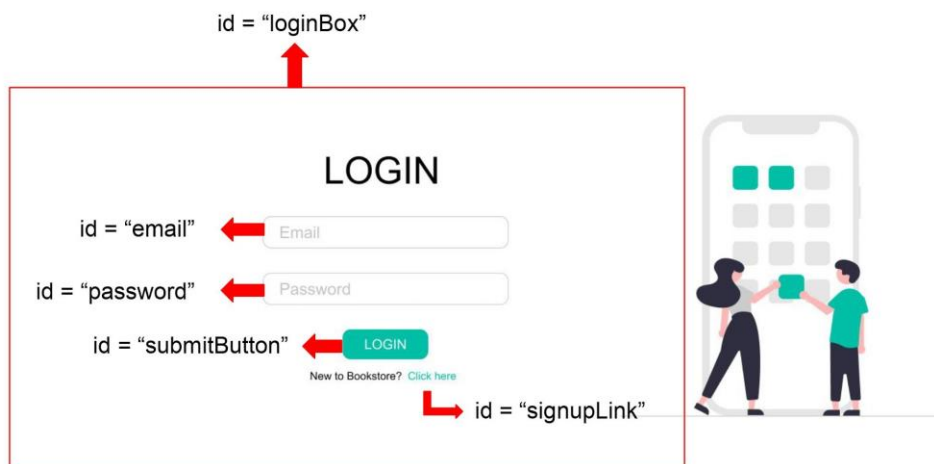 id = “loginBox”
LOGIN
id = “email”
Email
id = “password”
Password
id = “submitButton”
LOGIN
New to Bookstore? Click here
id = “signupLink”